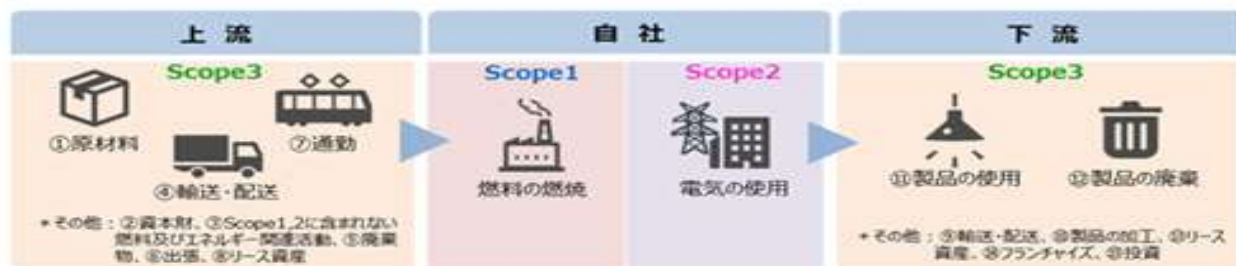 上流
自社
下流
Scope3
①原材料
⑦通勤
④輸送・配送
*その他：②資本財、③Scope1,2に含まれない
燃料及びエネルギー関連活動、⑤廃棄
物、⑥出張、⑧リース資産
Scope1
燃料の燃焼
Scope2
電気の使用
Scope3
⑪製品の使用
⑫製品の廃棄
*その他：⑨輸送・配送、⑩製品の加工、⑬リース
資産、⑭フランチャイズ、⑮投資